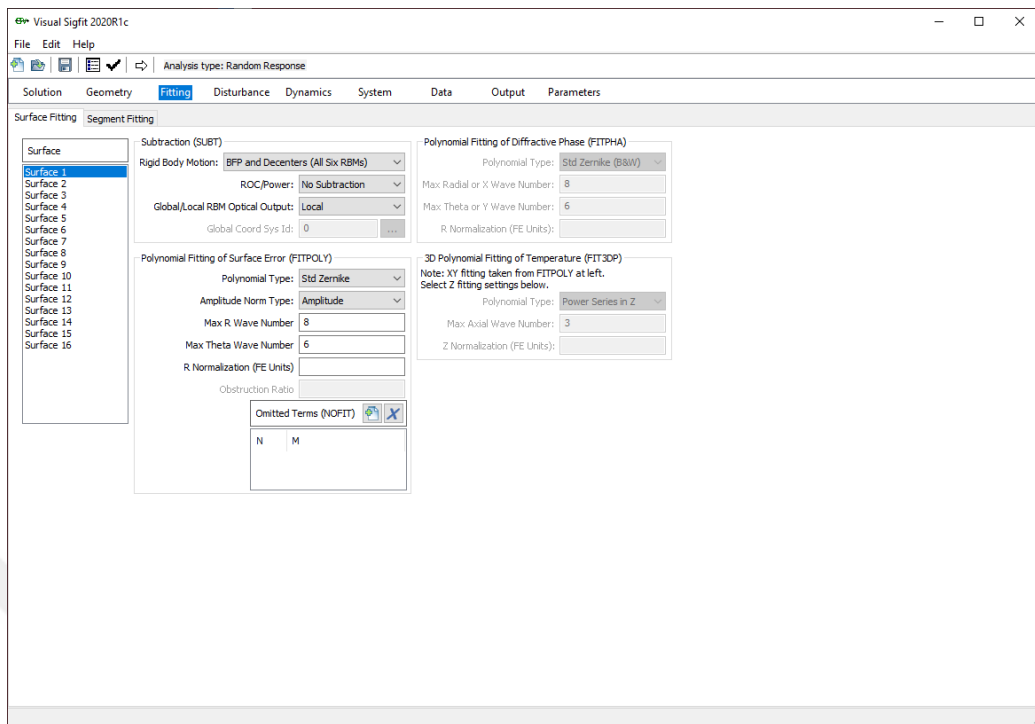 Visual Sigfit 2020R1c
File Edit Help
Analysis type: Random Response
Solution Geometry Fitting Disturbance Dynamics System Data Output Parameters
Surface Fitting Segment Fitting
Surface
Surface 1
Surface 2
Surface 3
Surface 4
Surface 5
Surface 6
Surface 7
Surface 8
Surface 9
Surface 10
Surface 11
Surface 12
Surface 13
Surface 14
Surface 15
Surface 16
Subtraction (SUBT)
Rigid Body Motion: BFP and Decenters (All Six RBMs)
ROC/Power: No Subtraction
Global/Local RBM Optical Output: Local
Global Coord Sys Id: 0 ...
Polynomial Fitting of Surface Error (FITPOLY)
Polynomial Type: Std Zernike
Amplitude Norm Type: Amplitude
Max R Wave Number 8
Max Theta Wave Number 6
R Normalization (FE Units)
Obstruction Ratio
Omitted Terms (NOFIT)
N M
Polynomial Fitting of Diffractive Phase (FITPHA)
Polynomial Type: Std Zernike (B&W)
Max Radial or X Wave Number: 8
Max Theta or Y Wave Number: 6
R Normalization (FE Units):
3D Polynomial Fitting of Temperature (FIT3DP)
Note: XY fitting taken from FITPOLY at left.
Select Z fitting settings below.
Polynomial Type: Power Series in Z
Max Axial Wave Number: 3
Z Normalization (FE Units):